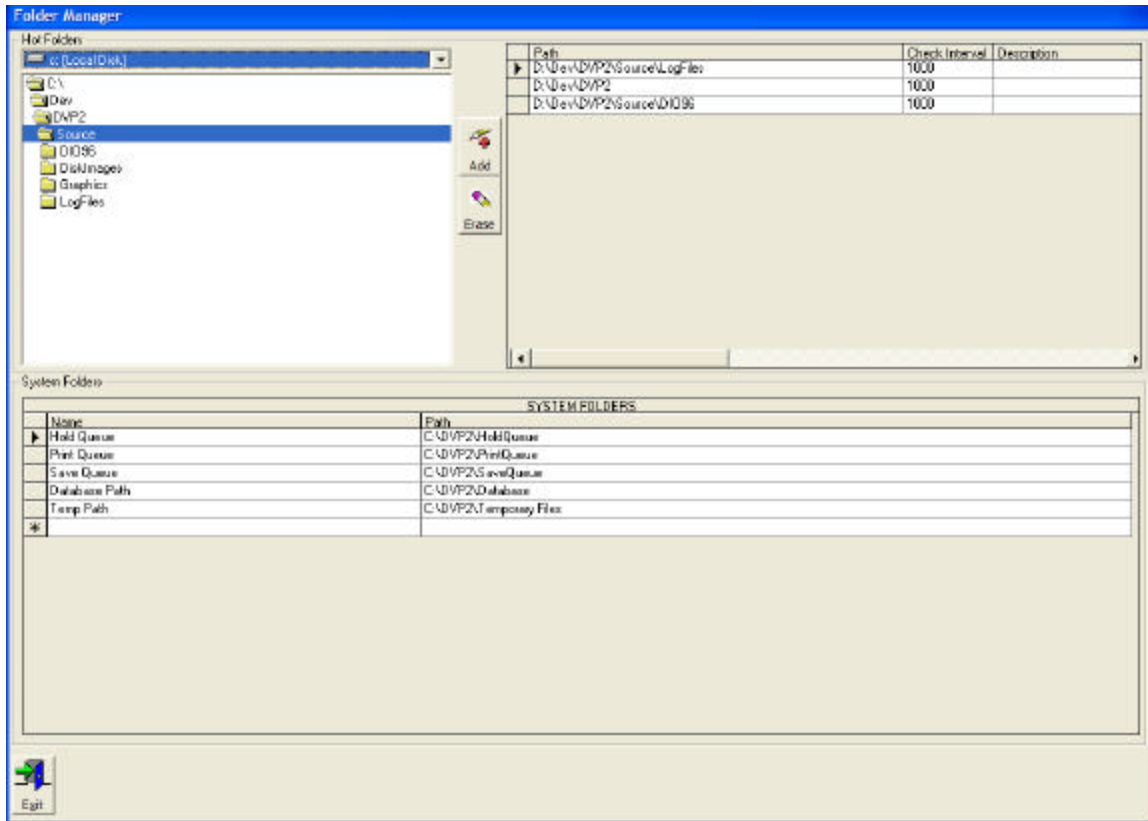 Folder Manager
Hot Folders
c: [Local Disk]
C:\
Dev
DVP2
Source
DIO96
DiskImages
Graphics
LogFiles
Add
Erase
Path Check Interval Description
D:\Dev\DVP2\Source\LogFiles 1000
D:\Dev\DVP2 1000
D:\Dev\DVP2\Source\DIO96 1000
System Folders
SYSTEM FOLDERS
Name Path
Hold Queue C:\DVP2\HoldQueue
Print Queue C:\DVP2\PrintQueue
Save Queue C:\DVP2\SaveQueue
Database Path C:\DVP2\Database
Temp Path C:\DVP2\Temporary Files
Exit